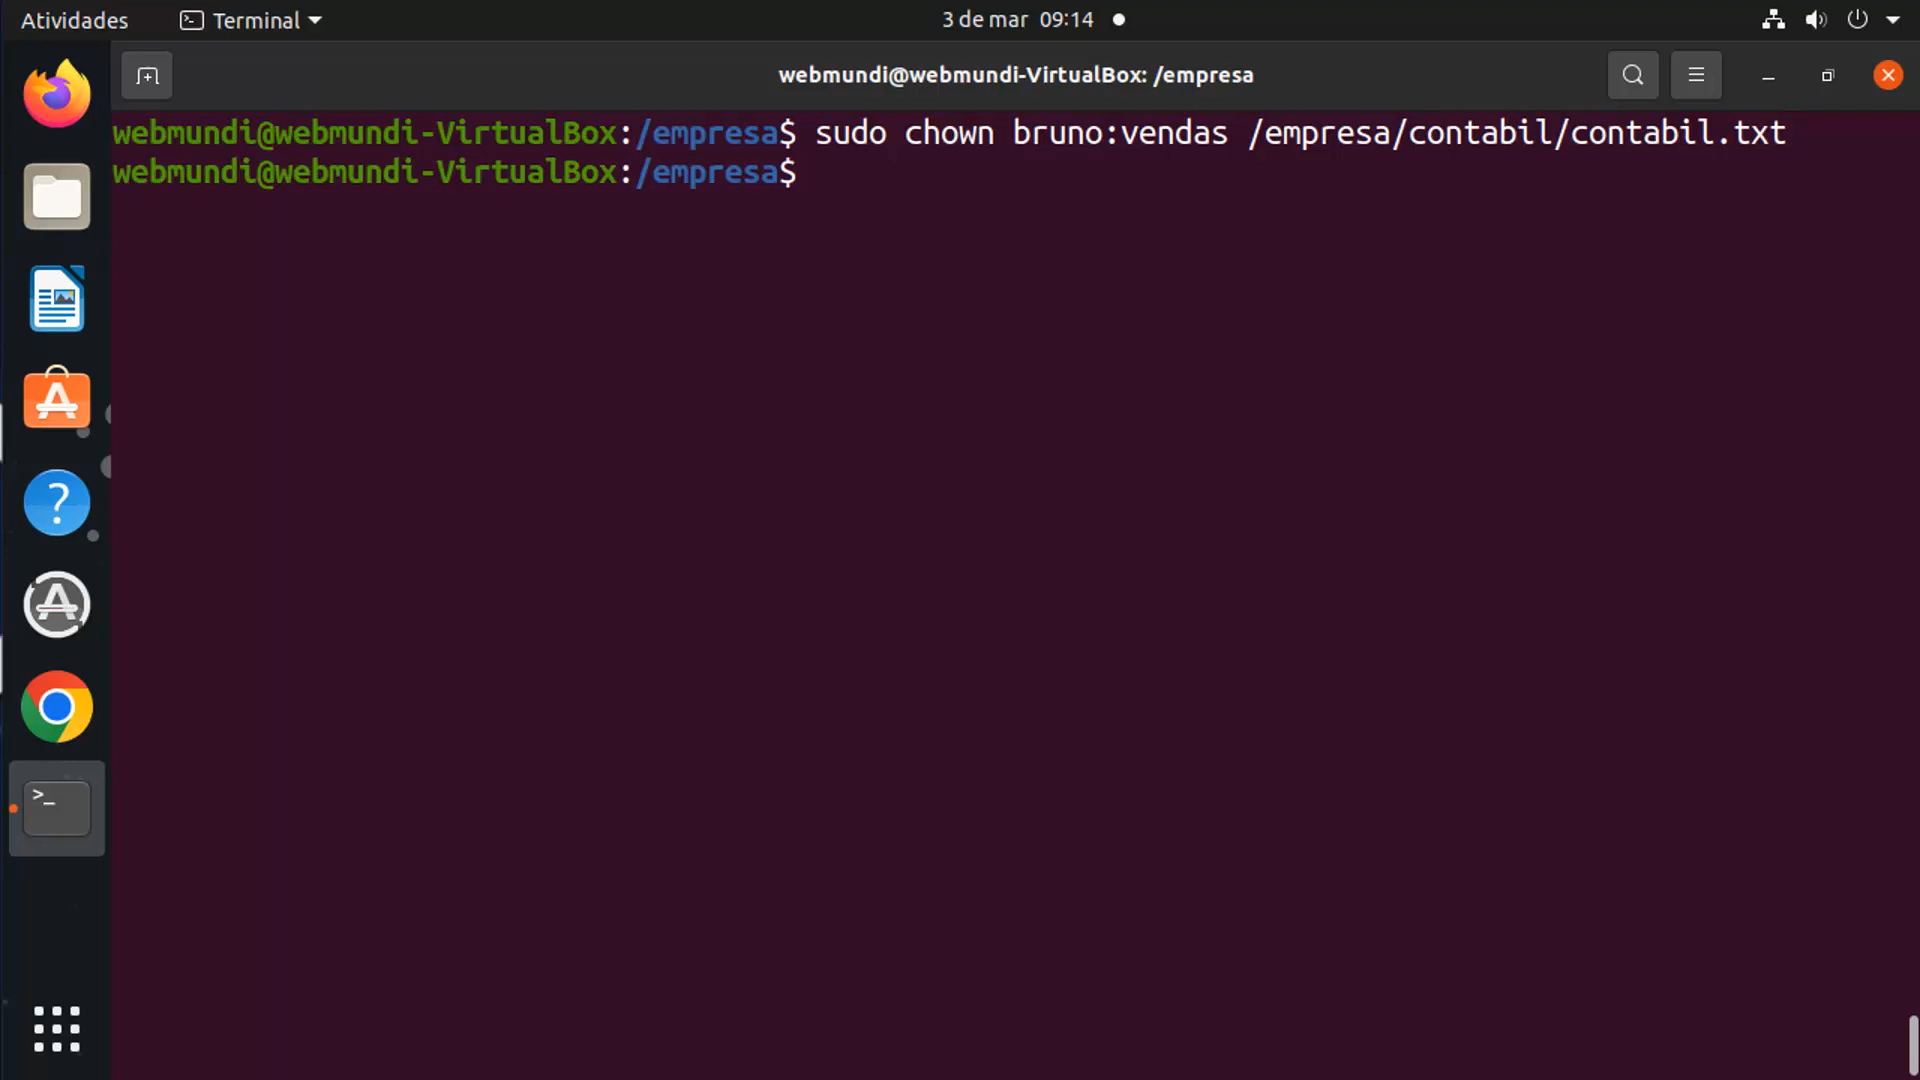 Atividades Terminal 3 de mar 09:14
webmundi@webmundi-VirtualBox: /empresa
webmundi@webmundi-VirtualBox:/empresa$ sudo chown bruno:vendas /empresa/contabil/contabil.txt
webmundi@webmundi-VirtualBox:/empresa$